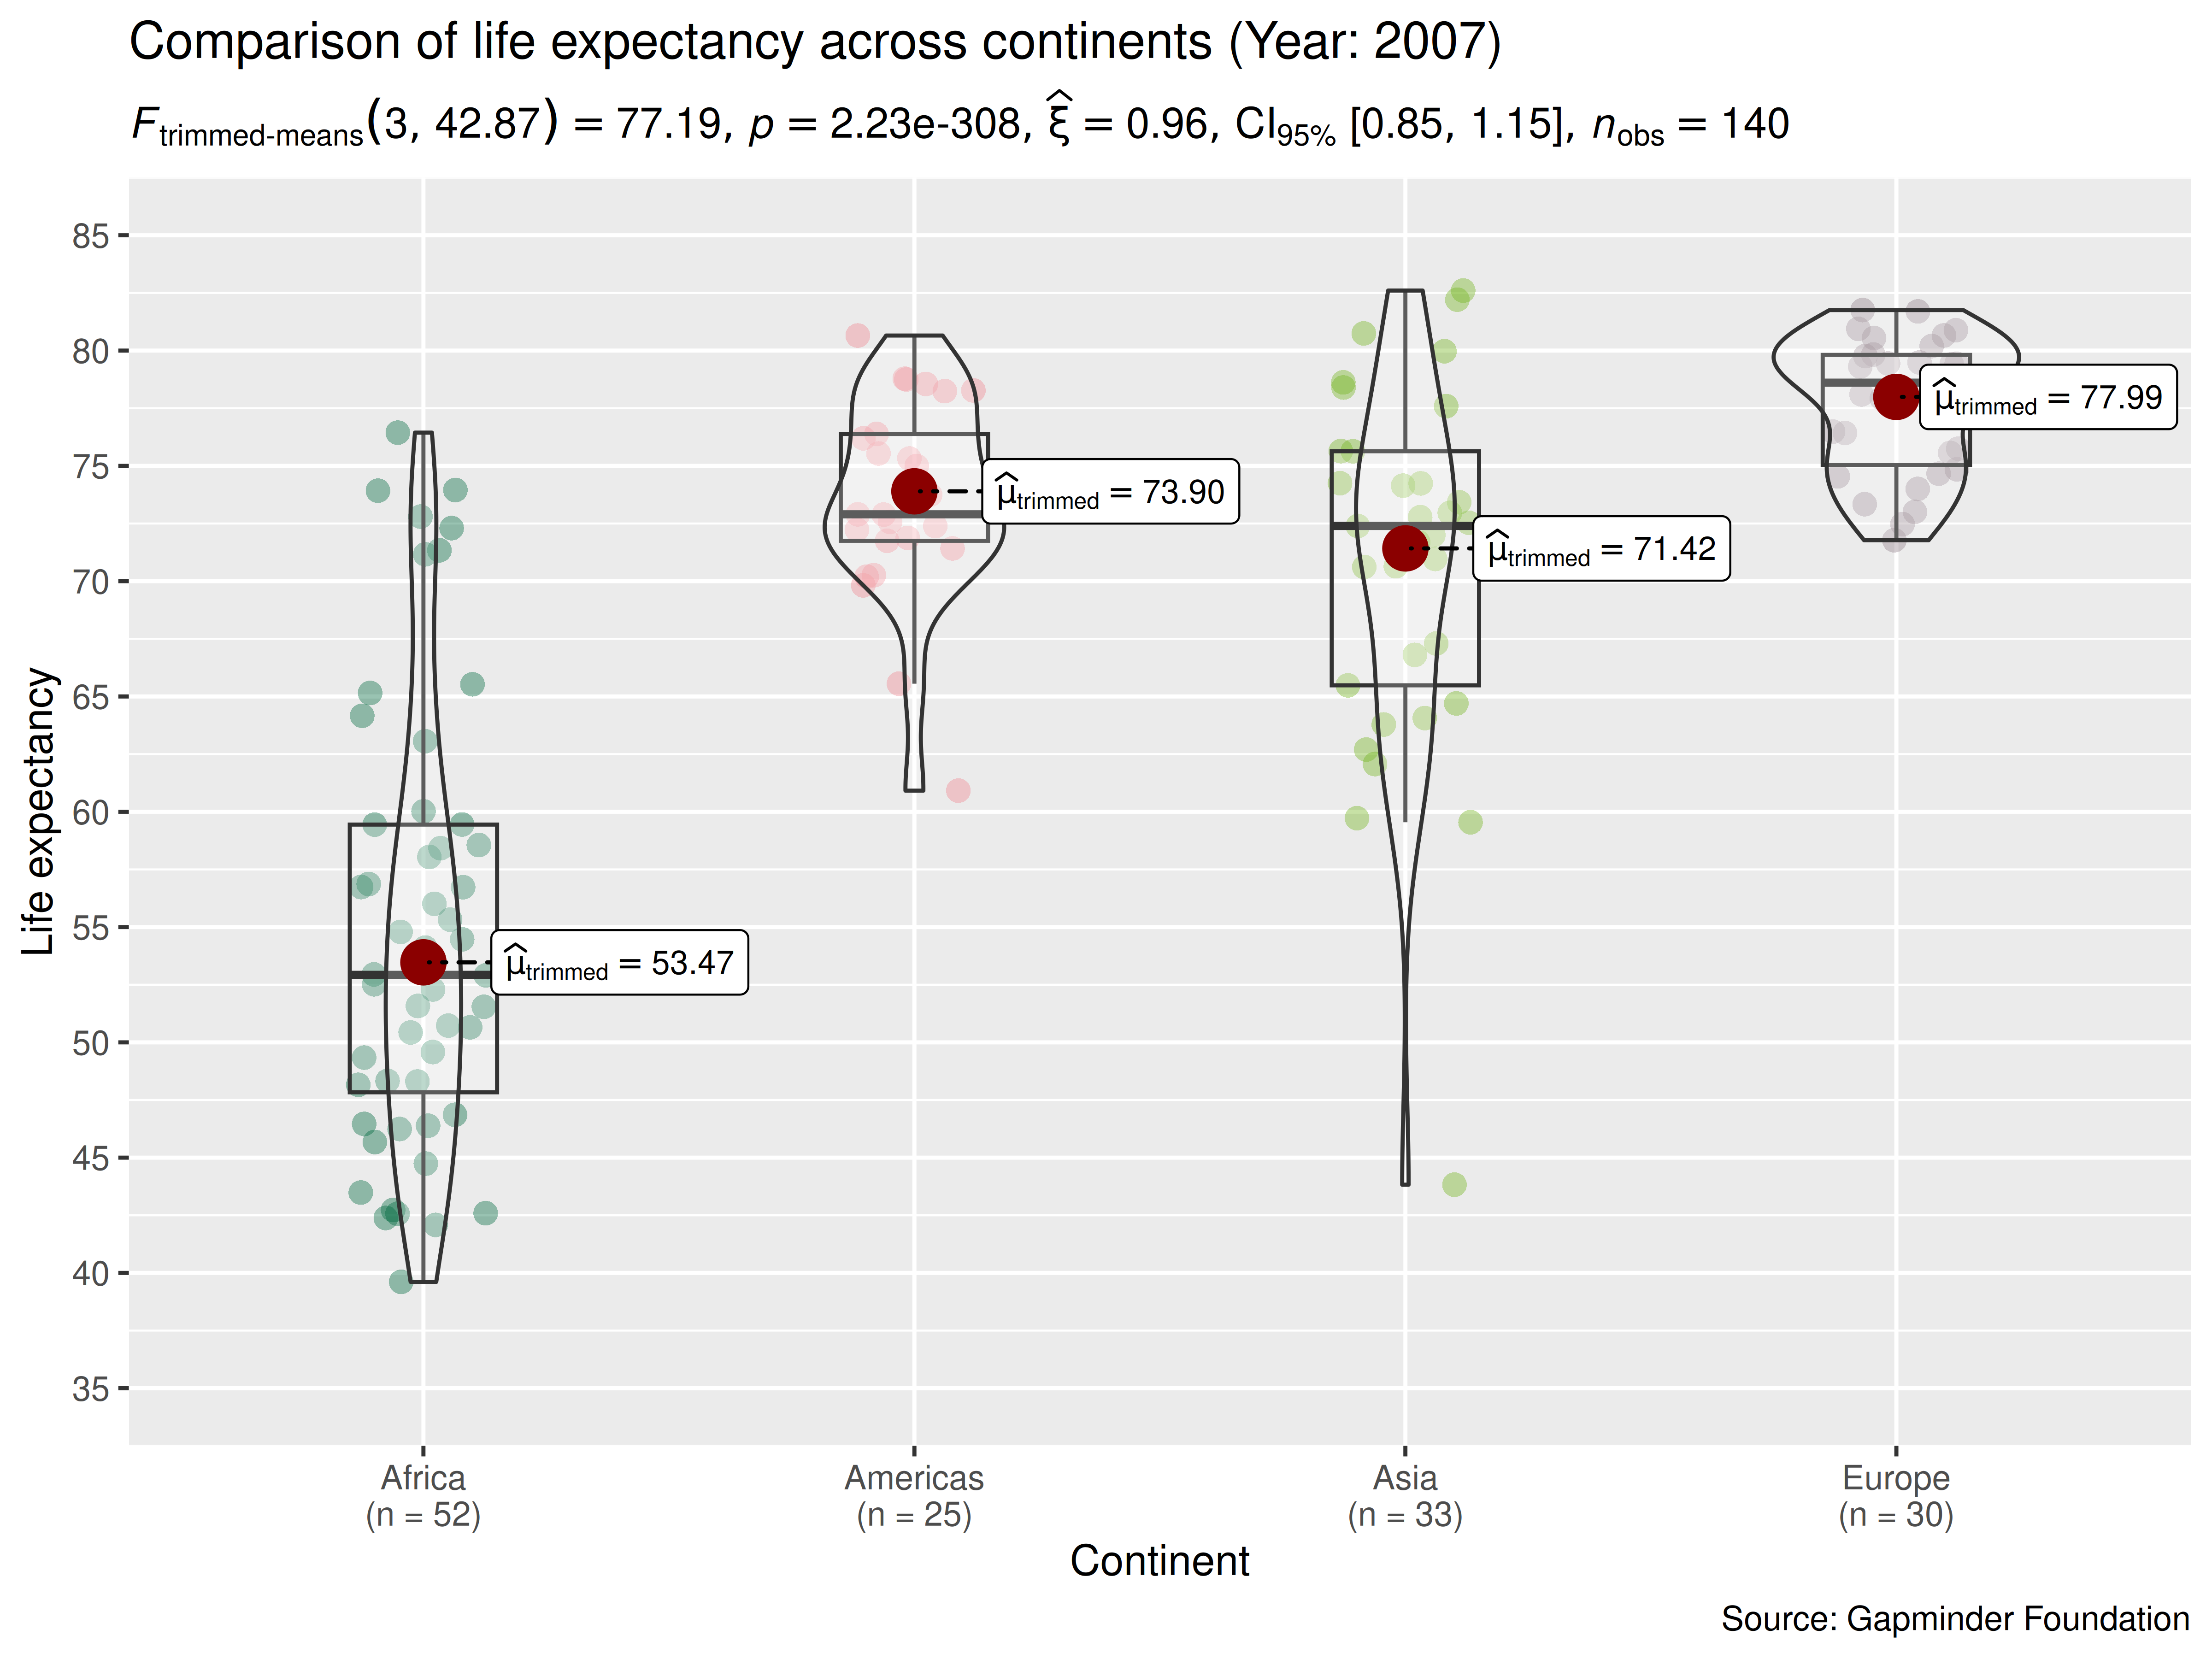 Comparison of life expectancy across continents (Year: 2007)
F trimmed-means(3, 42.87) = 77.19, p = 2.23e-308, ξ̂ = 0.96, CI95% [0.85, 1.15], nobs = 140
Life expectancy
85
80
75
70
65
60
55
50
45
40
35
μ̂trimmed = 53.47
μ̂trimmed = 73.90
μ̂trimmed = 71.42
μ̂trimmed = 77.99
Africa
(n = 52)
Americas
(n = 25)
Asia
(n = 33)
Europe
(n = 30)
Continent
Source: Gapminder Foundation